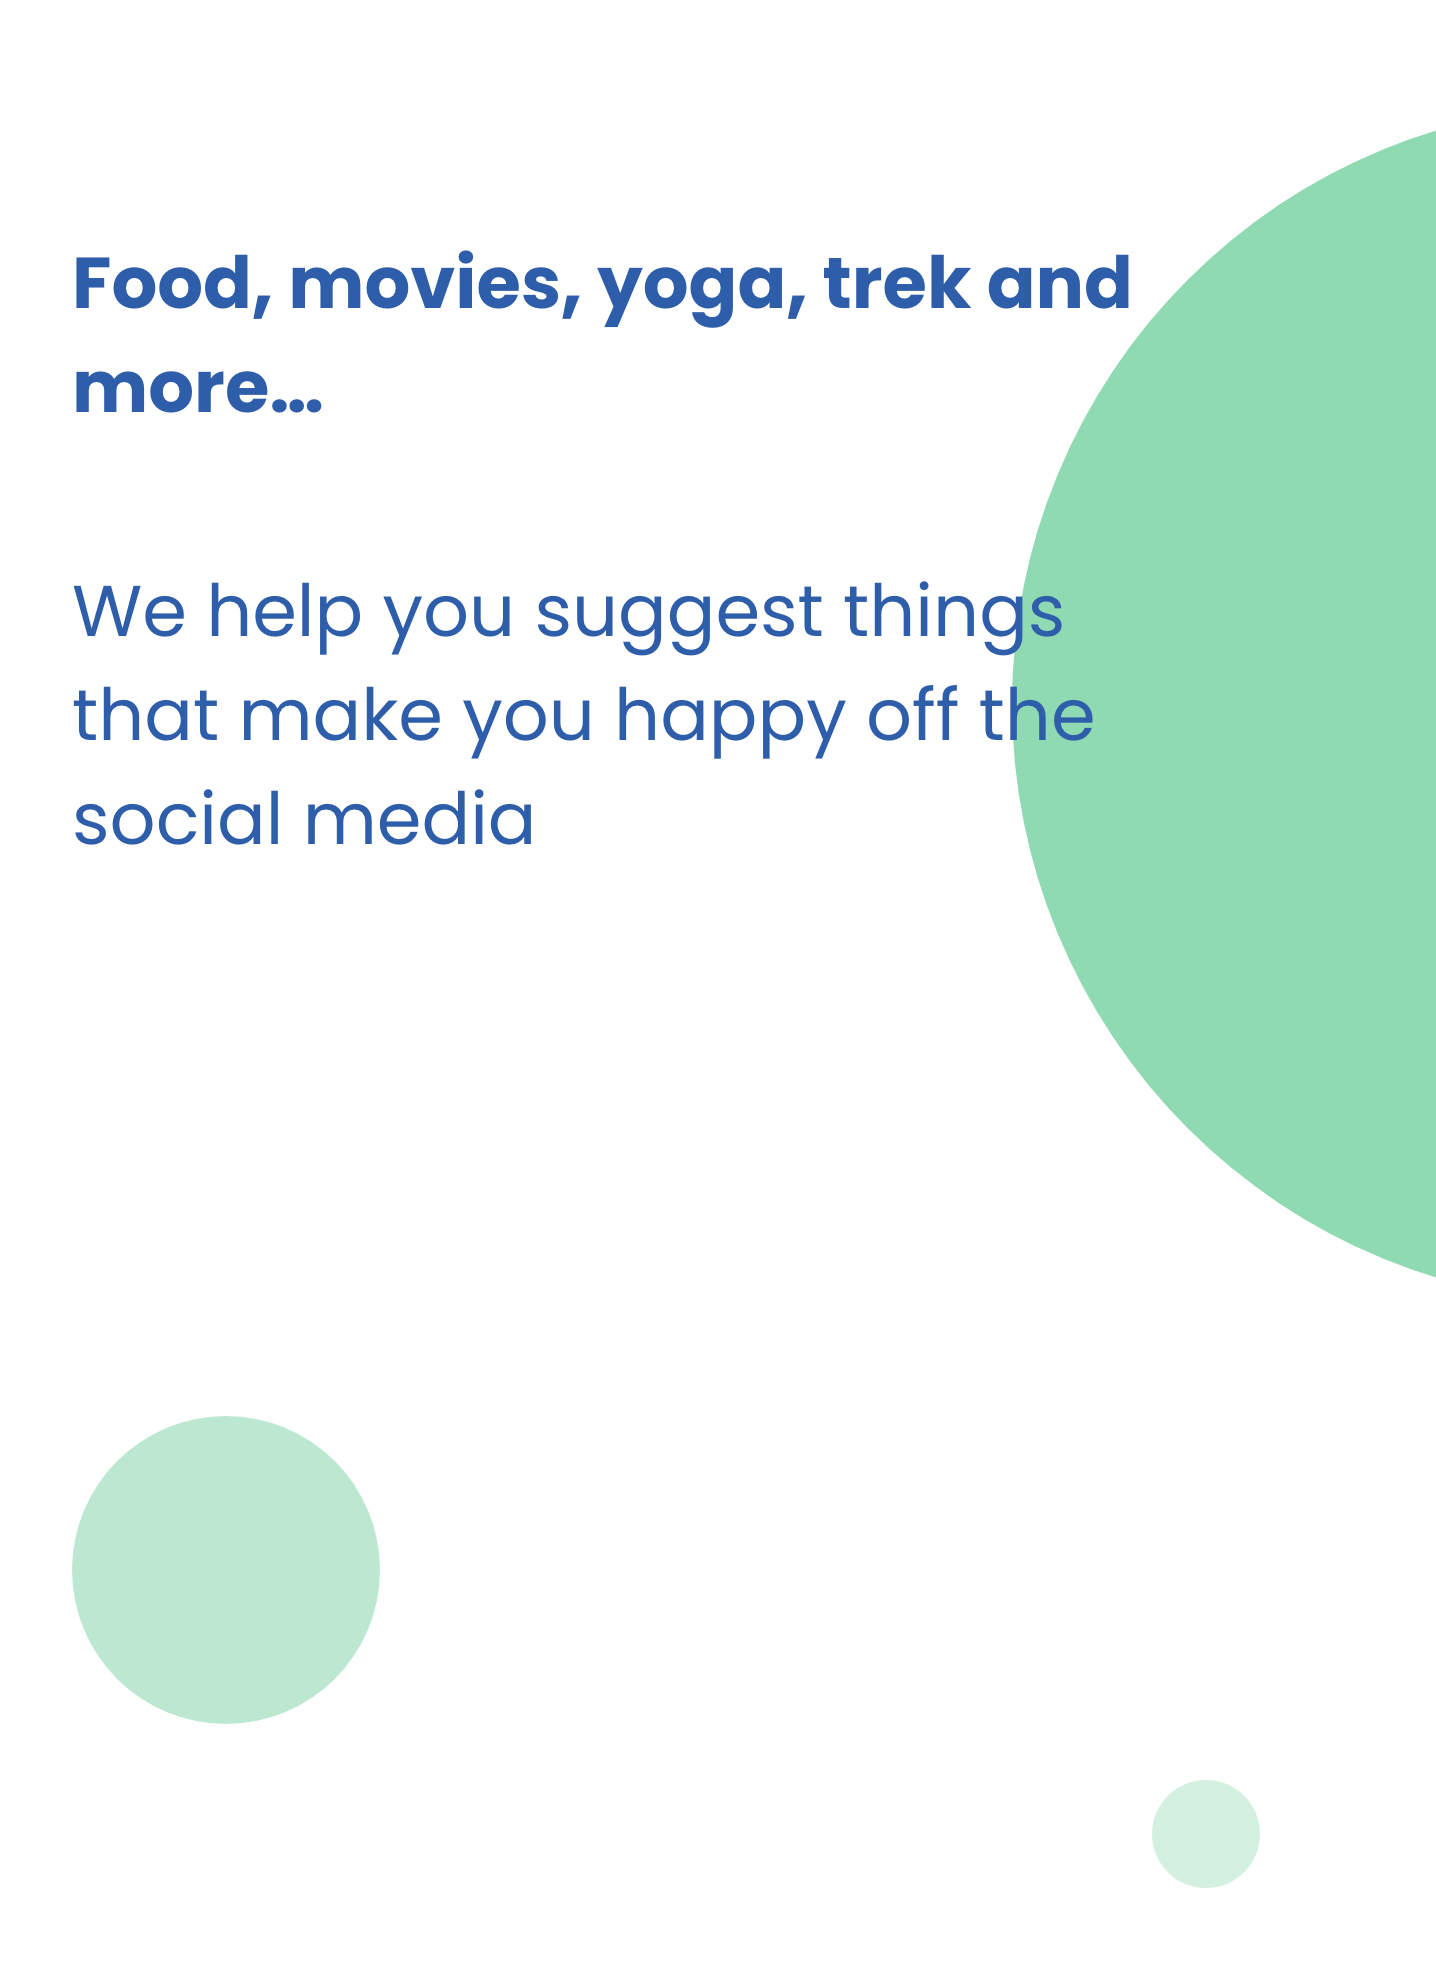 Food, movies, yoga, trek and
more...
We help you suggest things
that make you happy off the
social media